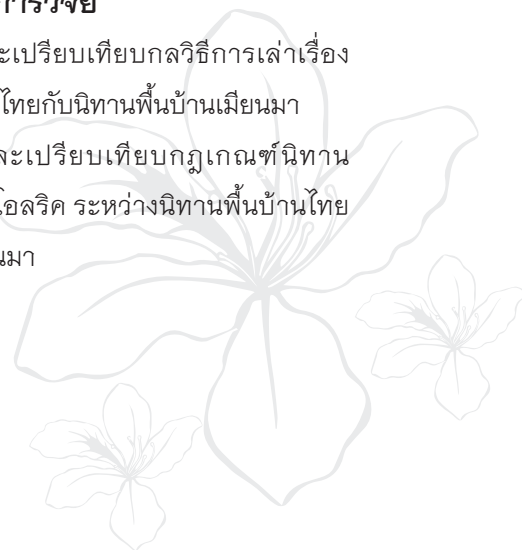 การวิจัย
ะเปรียบเทียบกลวิธีการเล่าเรื่อง
ไทยกับนิทานพื้นบ้านเมียนมา
ละเปรียบเทียบกฎเกณฑ์นิทาน
โอลริค ระหว่างนิทานพื้นบ้านไทย
นมา